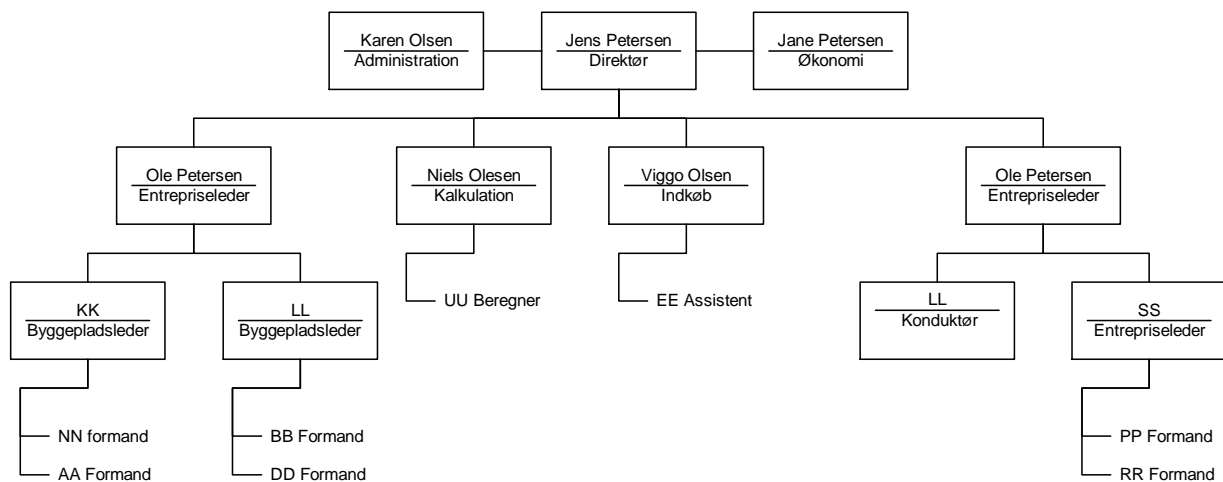 Karen Olsen
Administration
Jens Petersen
Direktør
Jane Petersen
Økonomi
Ole Petersen
Entrepriseleder
Niels Olesen
Kalkulation
Viggo Olsen
Indkøb
Ole Petersen
Entrepriseleder
UU Beregner
EE Assistent
KK
Byggepladsleder
LL
Byggepladsleder
LL
Konduktør
SS
Entrepriseleder
NN formand
AA Formand
BB Formand
DD Formand
PP Formand
RR Formand